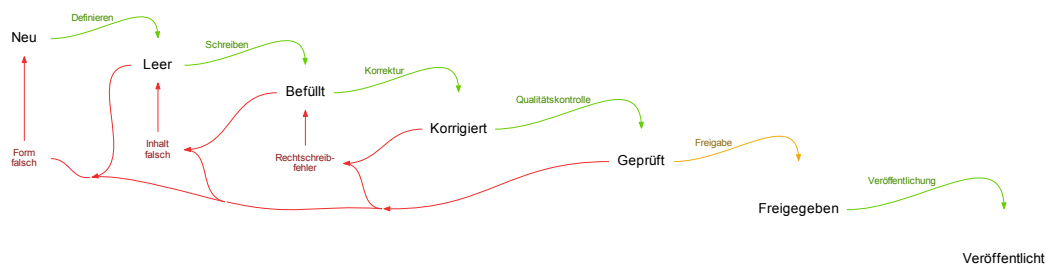 Definieren
Neu
Schreiben
Leer
Korrektur
Befüllt
Qualitätskontrolle
Korrigiert
Form
falsch
Inhalt
falsch
Rechtschreib-
fehler
Freigabe
Geprüft
Veröffentlichung
Freigegeben
Veröffentlicht